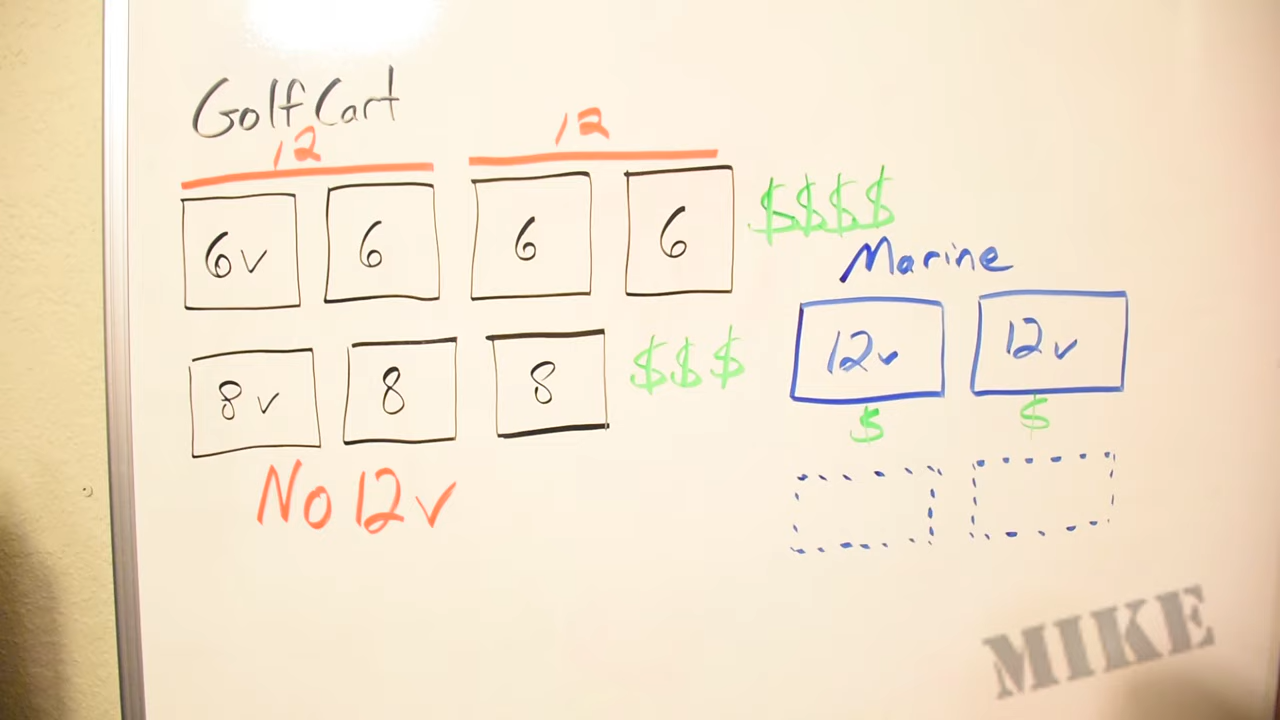 Golf Cart
12 12
6v 6 6 6 $$$$
Marine
12v 12v
8v 8 8 $$$
$ $
No 12v
MIKE